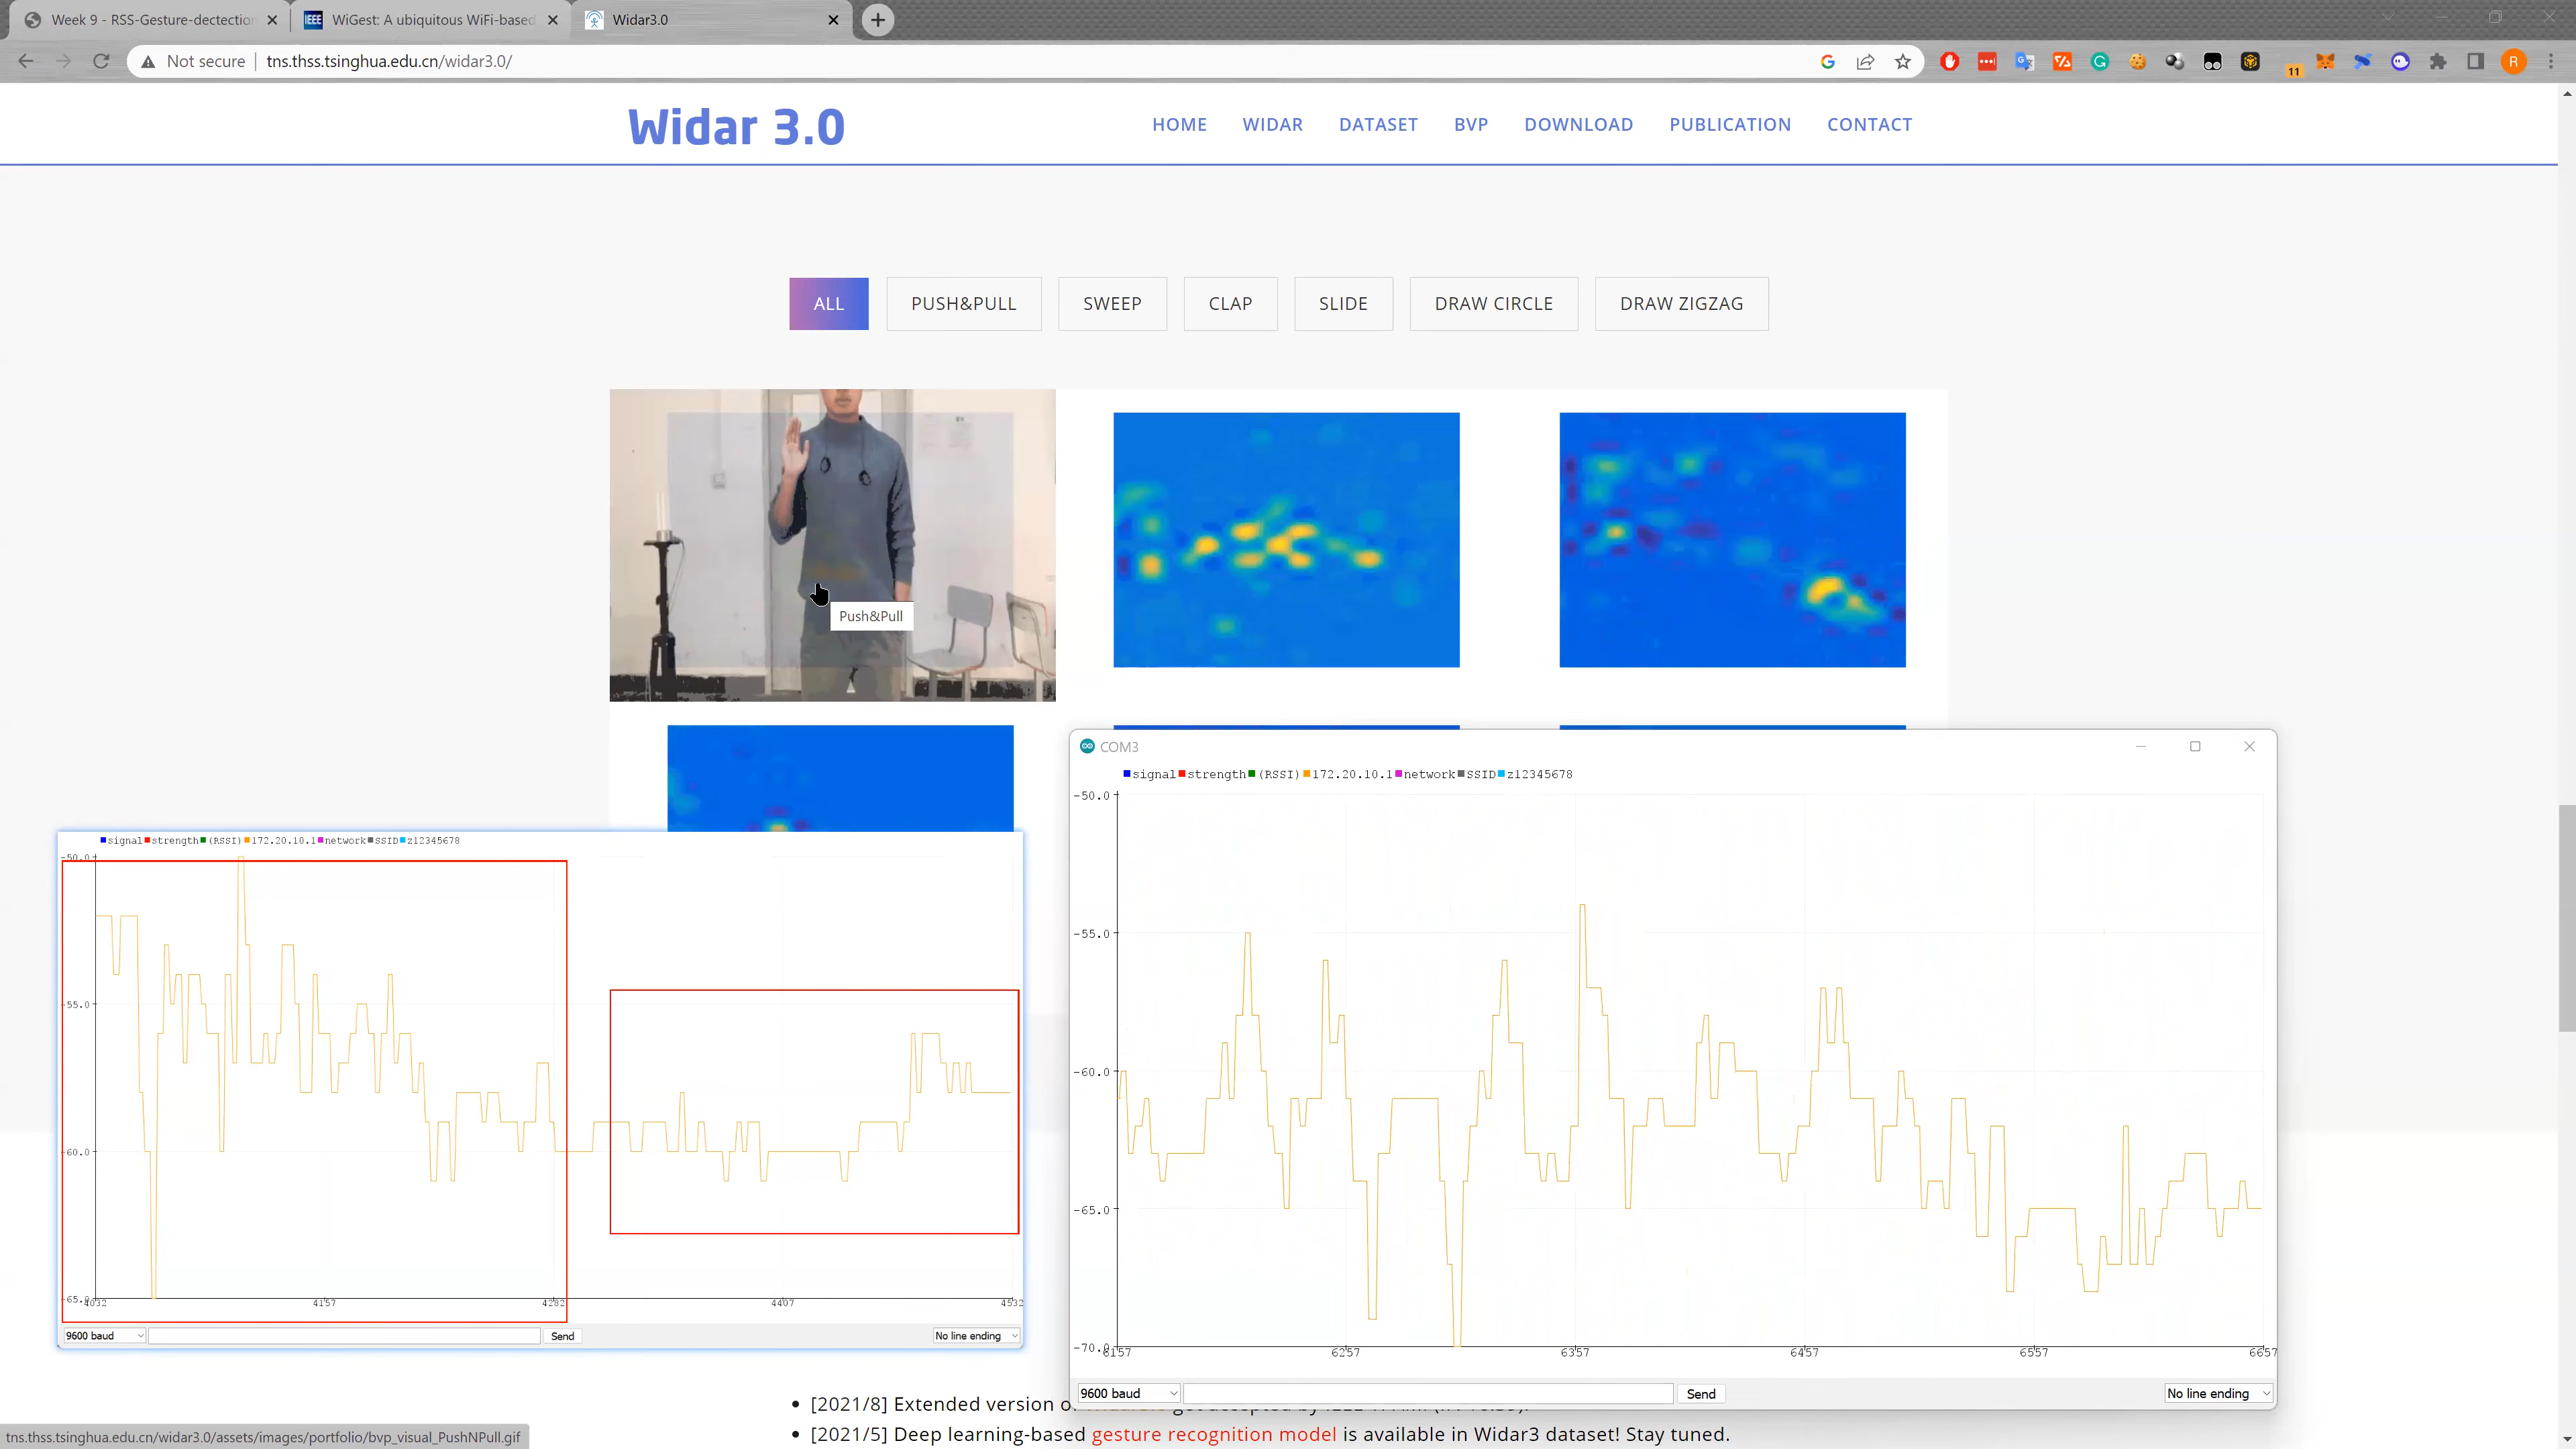 Week 9 - RSS-Gesture-dectection
WiGest: A ubiquitous WiFi-based
Widar3.0
Not secure
tns.thss.tsinghua.edu.cn/widar3.0/
11
R
Widar 3.0
HOME WIDAR DATASET BVP DOWNLOAD PUBLICATION CONTACT
ALL PUSH&PULL SWEEP CLAP SLIDE DRAW CIRCLE DRAW ZIGZAG
Push&Pull
signal strength (RSSI) 172.20.10.1 network SSID z12345678
-50.0
-55.0
-60.0
-65.0
4032 4157 4282 4407 4532
9600 baud Send No line ending
COM3
signal strength (RSSI) 172.20.10.1 network SSID z12345678
-50.0
-55.0
-60.0
-65.0
-70.0
6157 6257 6357 6457 6557 6657
9600 baud Send No line ending
[2021/8] Extended version
[2021/5] Deep learning-based gesture recognition model is available in Widar3 dataset! Stay tuned.
tns.thss.tsinghua.edu.cn/widar3.0/assets/images/portfolio/bvp_visual_PushNPull.gif